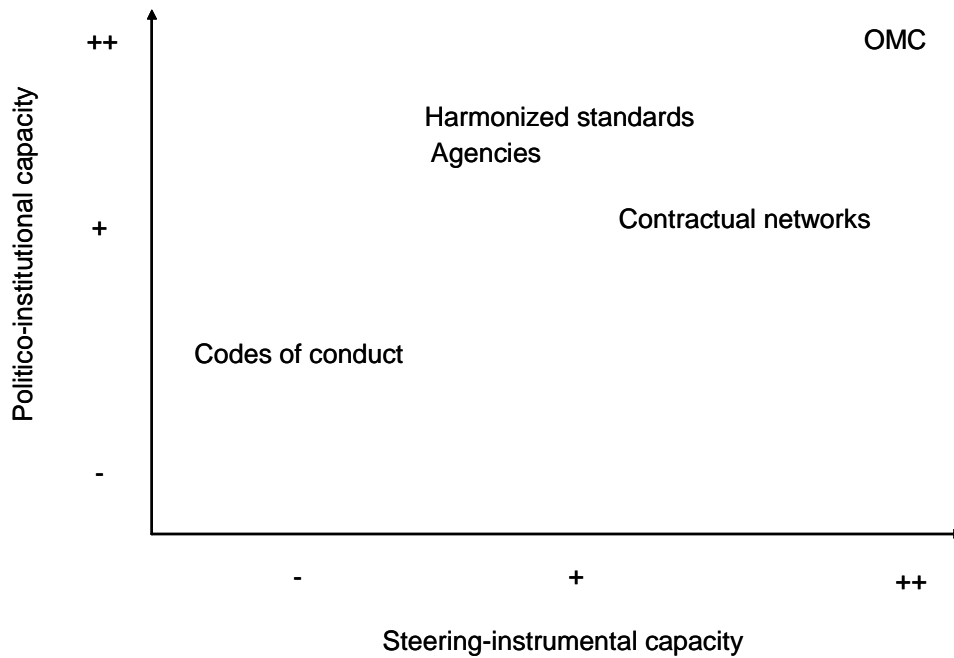 ++
OMC
Harmonized standards
Agencies
Politico-institutional capacity
+
Contractual networks
Codes of conduct
-
-
+
++
Steering-instrumental capacity